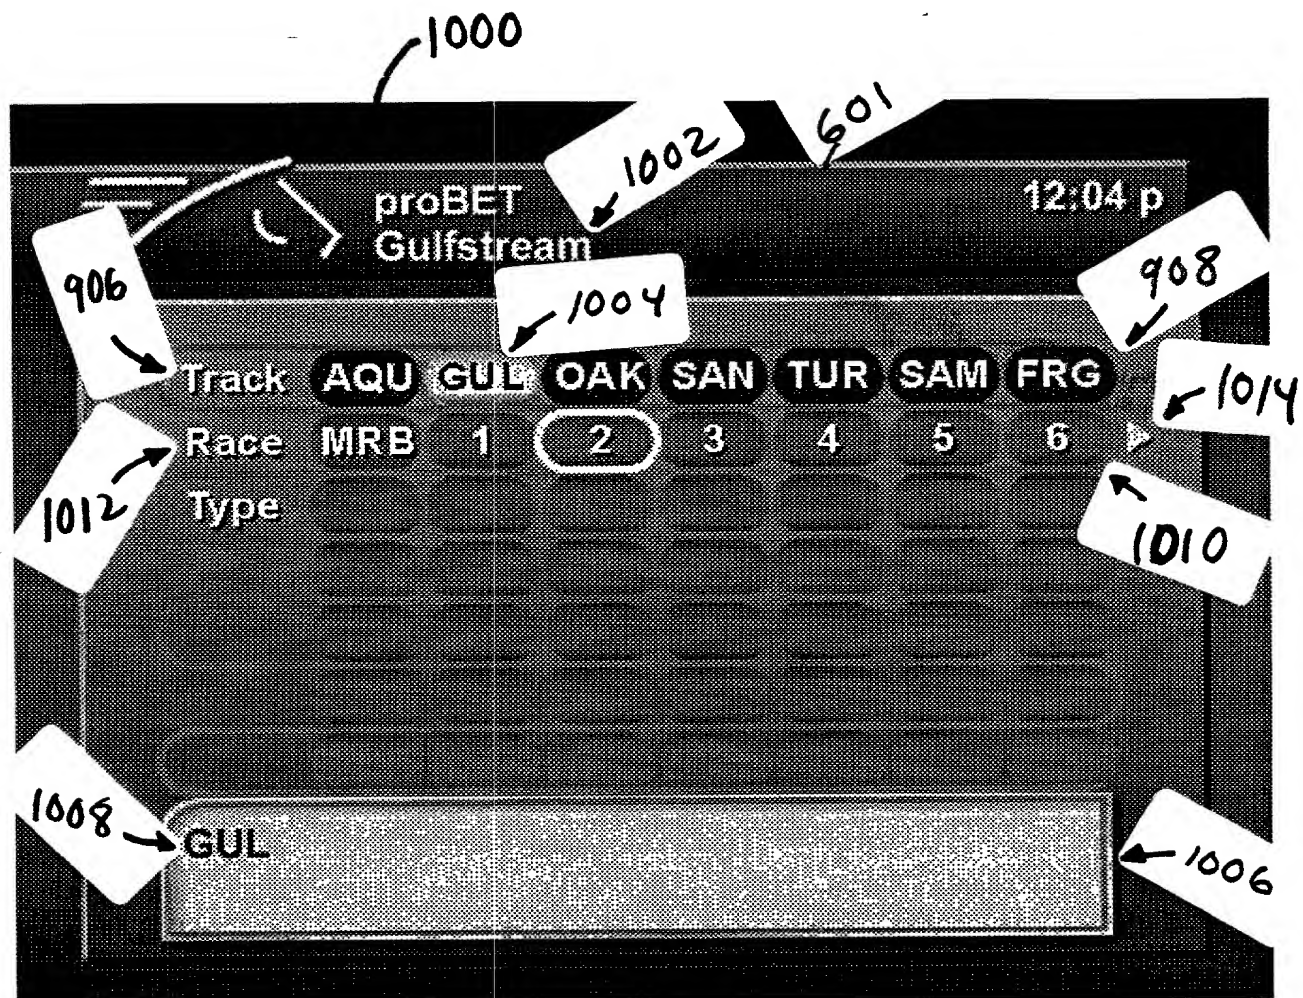 1000
601
1002
proBET
12:04 p
Gulfstream
906
908
1004
Track AQU GUL OAK SAN TUR SAM FRG
1014
Race MRB 1 2 3 4 5 6
1012
Type
1010
1008
GUL
1006